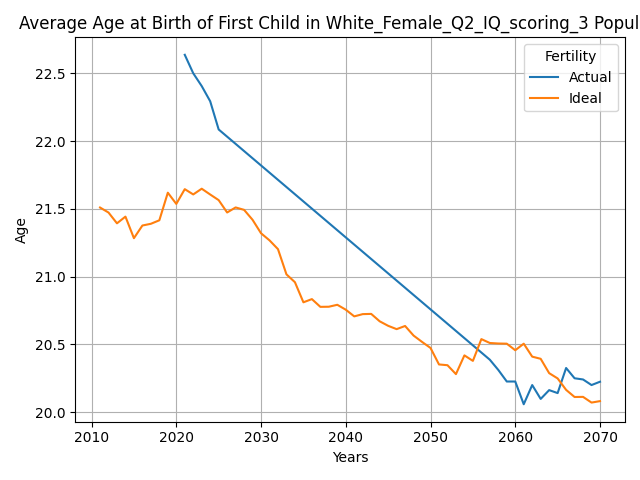 Average Age at Birth of First Child in White_Female_Q2_IQ_scoring_3 Popul
Fertility
Actual
Ideal
22.5
22.0
21.5
21.0
20.5
20.0
Age
2010 2020 2030 2040 2050 2060 2070
Years